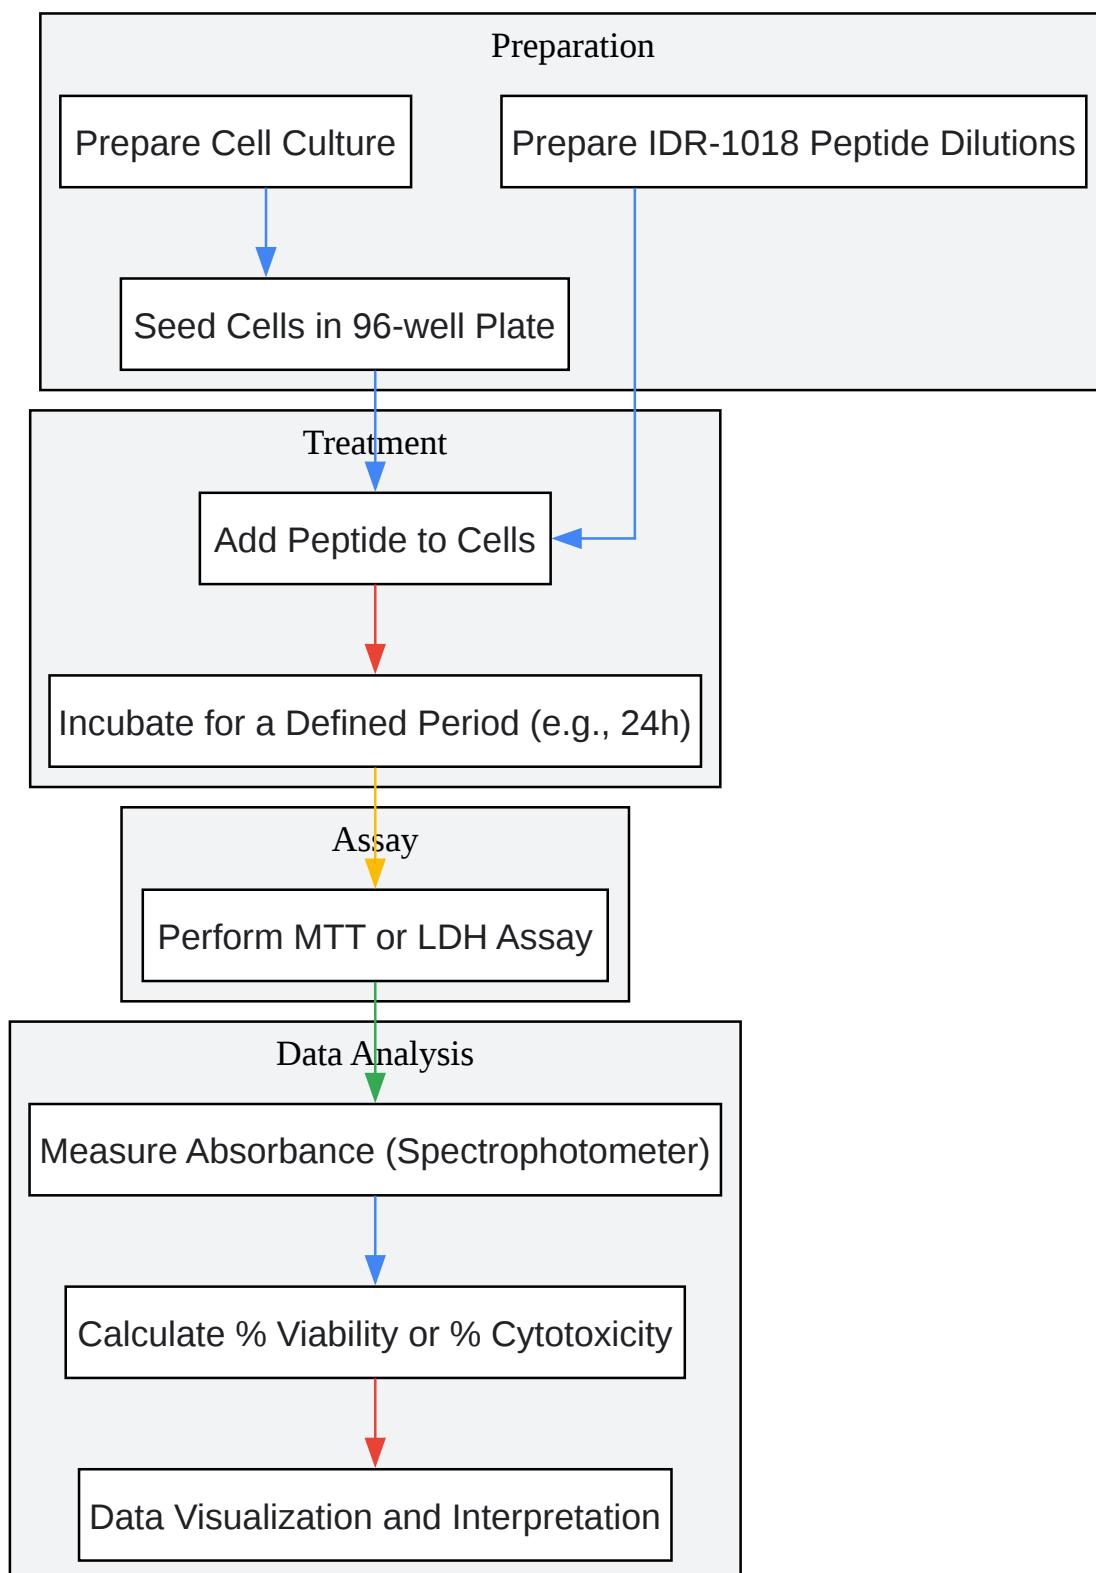 Preparation
Prepare Cell Culture
Prepare IDR-1018 Peptide Dilutions
Seed Cells in 96-well Plate
Treatment
Add Peptide to Cells
Incubate for a Defined Period (e.g., 24h)
Assay
Perform MTT or LDH Assay
Data Analysis
Measure Absorbance (Spectrophotometer)
Calculate % Viability or % Cytotoxicity
Data Visualization and Interpretation